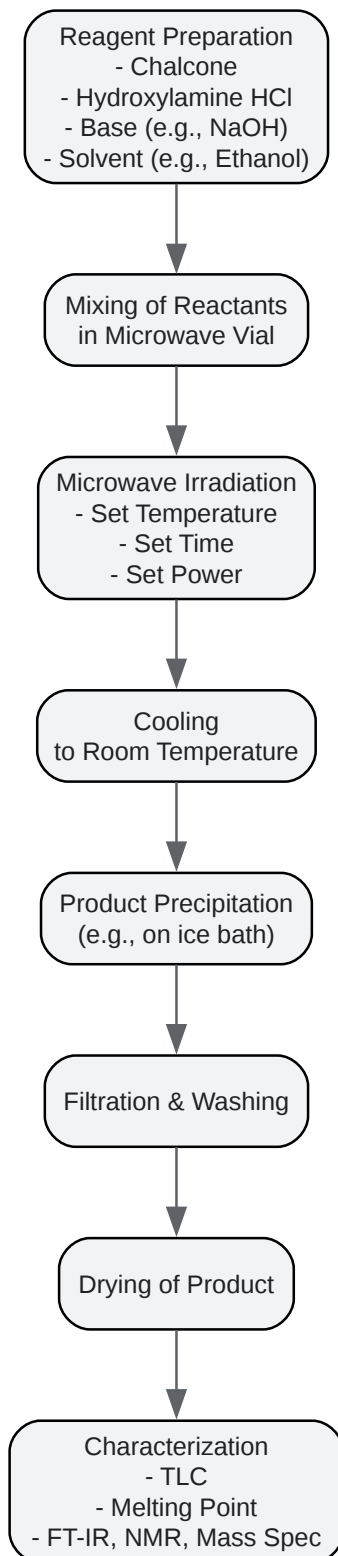 Reagent Preparation
- Chalcone
- Hydroxylamine HCl
- Base (e.g., NaOH)
- Solvent (e.g., Ethanol)
Mixing of Reactants
in Microwave Vial
Microwave Irradiation
- Set Temperature
- Set Time
- Set Power
Cooling
to Room Temperature
Product Precipitation
(e.g., on ice bath)
Filtration & Washing
Drying of Product
Characterization
- TLC
- Melting Point
- FT-IR, NMR, Mass Spec